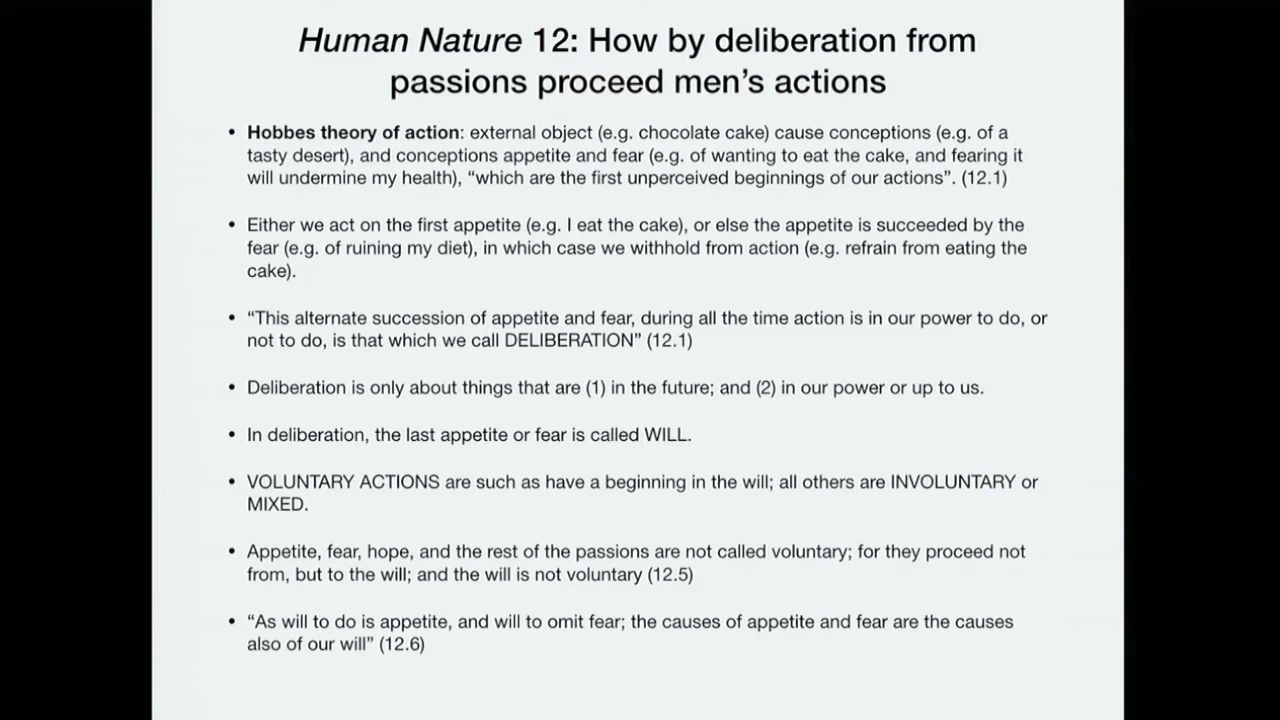 Human Nature 12: How by deliberation from
passions proceed men's actions
• Hobbes theory of action: external object (e.g. chocolate cake) cause conceptions (e.g. of a
tasty desert), and conceptions appetite and fear (e.g. of wanting to eat the cake, and fearing it
will undermine my health), “which are the first unperceived beginnings of our actions”. (12.1)
• Either we act on the first appetite (e.g. I eat the cake), or else the appetite is succeeded by the
fear (e.g. of ruining my diet), in which case we withhold from action (e.g. refrain from eating the
cake).
• “This alternate succession of appetite and fear, during all the time action is in our power to do, or
not to do, is that which we call DELIBERATION” (12.1)
• Deliberation is only about things that are (1) in the future; and (2) in our power or up to us.
• In deliberation, the last appetite or fear is called WILL.
• VOLUNTARY ACTIONS are such as have a beginning in the will; all others are INVOLUNTARY or
MIXED.
• Appetite, fear, hope, and the rest of the passions are not called voluntary; for they proceed not
from, but to the will; and the will is not voluntary (12.5)
• “As will to do is appetite, and will to omit fear; the causes of appetite and fear are the causes
also of our will” (12.6)